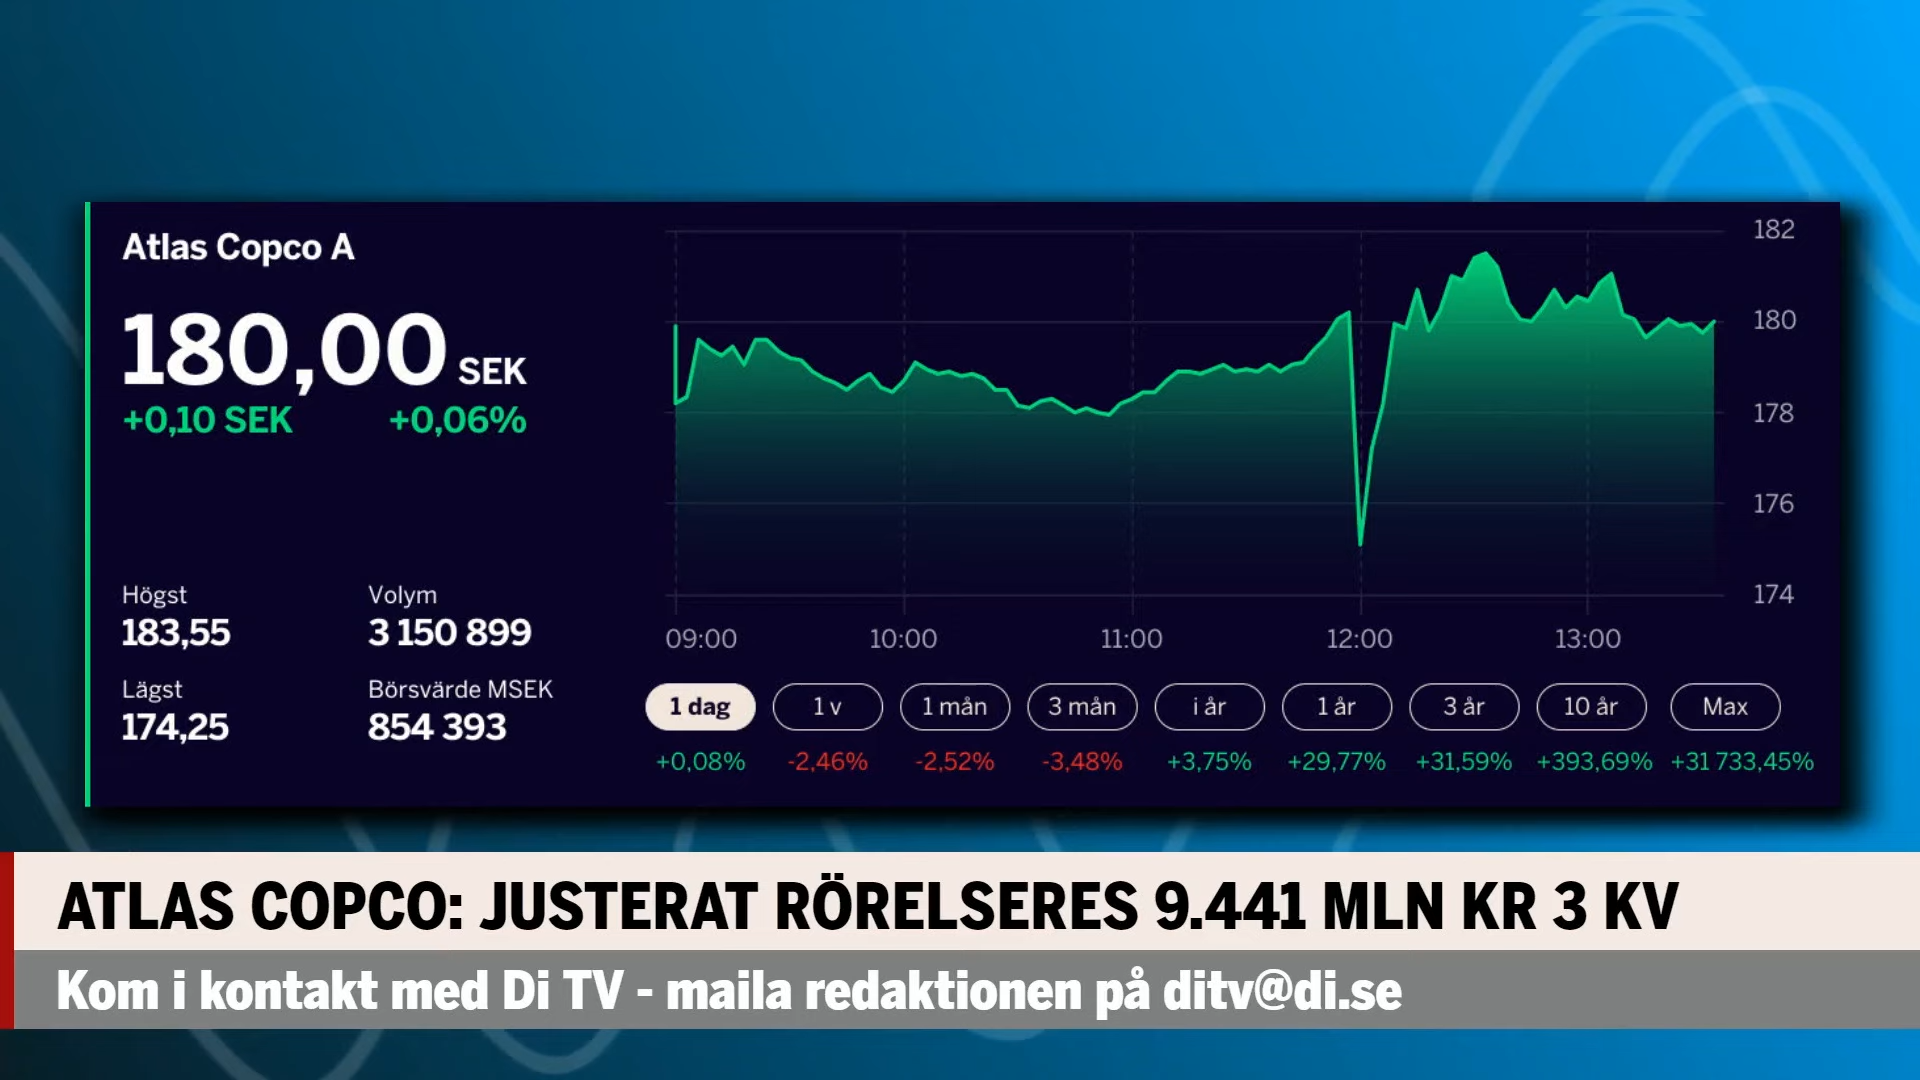 Atlas Copco A
180,00 SEK
+0,10 SEK +0,06%
Högst Volym
183,55 3 150 899
Lägst Börsvärde MSEK
174,25 854 393
182
180
178
176
174
09:00 10:00 11:00 12:00 13:00
1 dag 1 v 1 mån 3 mån i år 1 år 3 år 10 år Max
+0,08% -2,46% -2,52% -3,48% +3,75% +29,77% +31,59% +393,69% +31 733,45%
ATLAS COPCO: JUSTERAT RÖRELSERES 9.441 MLN KR 3 KV
Kom i kontakt med Di TV - maila redaktionen på ditv@di.se